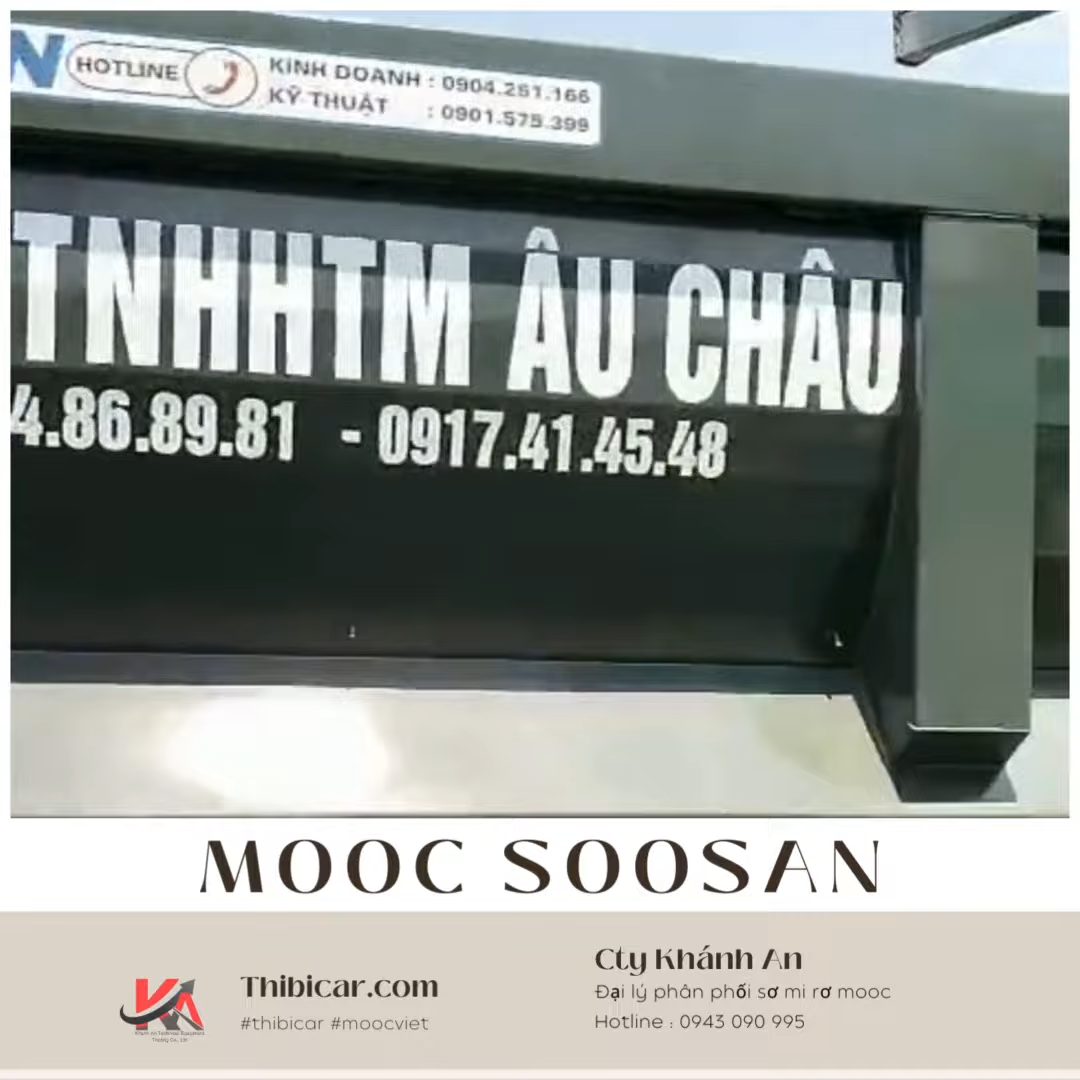 N HOTLINE KINH DOANH : 0904.251.166
KỸ THUẬT : 0901.575.399
TNHHTM ÂU CHÂU
4.86.89.81 - 0917.41.45.48
MOOC SOOSAN
Thibicar.com
#thibicar #moocviet
Cty Khánh An
Đại lý phân phối sơ mi rơ mooc
Hotline : 0943 090 995
KA